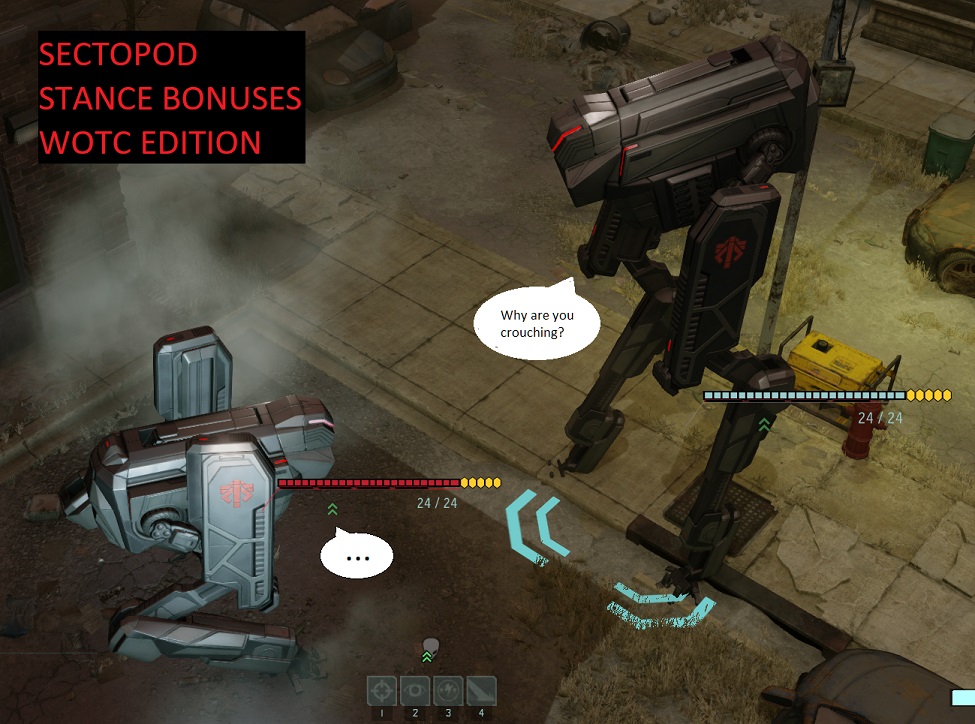 SECTOPOD
STANCE BONUSES
WOTC EDITION
Why are you
crouching?
24 / 24
24 / 24
...
1 2 3 4